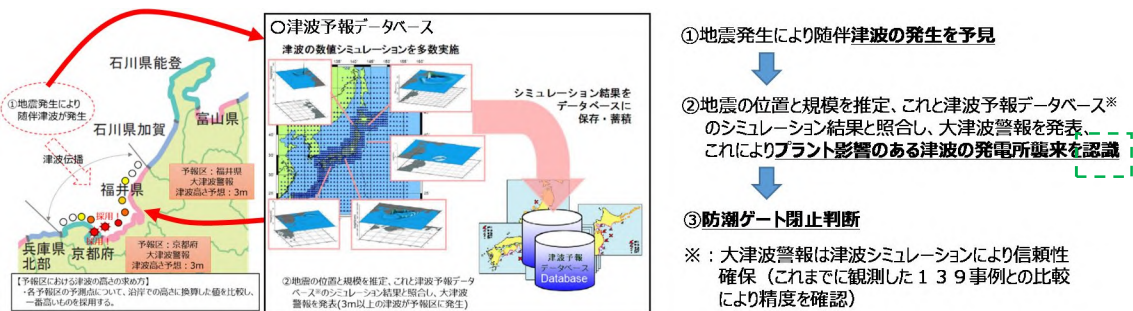 石川県能登
①地震発生により
随伴津波が発生
石川県加賀
富山県
津波伝播
予報区：福井県
大津波警報
津波高さ予想：3m
福井県
採用！
採用！
兵庫県
北部
京都府
予報区：京都府
大津波警報
津波高さ予想：3m
【予報区における津波の高さの求め方】
・各予報区の予測点について、沿岸での高さに換算した値を比較し、
一番高いものを採用する。
〇津波予報データベース
津波の数値シミュレーションを多数実施
シミュレーション結果を
データベースに
保存・蓄積
津波予報
データベース
Database
②地震の位置と規模を推定、これと津波予報データ
ベース※のシミュレーション結果と照合し、大津波
警報を発表(3m以上の津波が予報区に発生)
①地震発生により随伴津波の発生を予見
②地震の位置と規模を推定、これと津波予報データベース※
のシミュレーション結果と照合し、大津波警報を発表、
これによりプラント影響のある津波の発電所襲来を認識
③防潮ゲート閉止判断
※：大津波警報は津波シミュレーションにより信頼性
確保（これまでに観測した１３９事例との比較
により精度を確認）